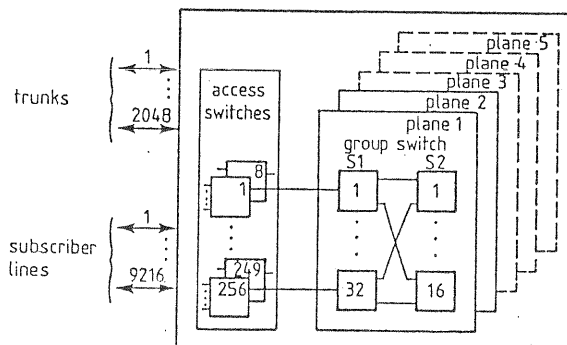 trunks
1
2048
subscriber
lines
1
9216
access
switches
8
1
249
256
plane 5
plane 4
plane 3
plane 2
plane 1
group switch
S1
S2
1
1
32
16